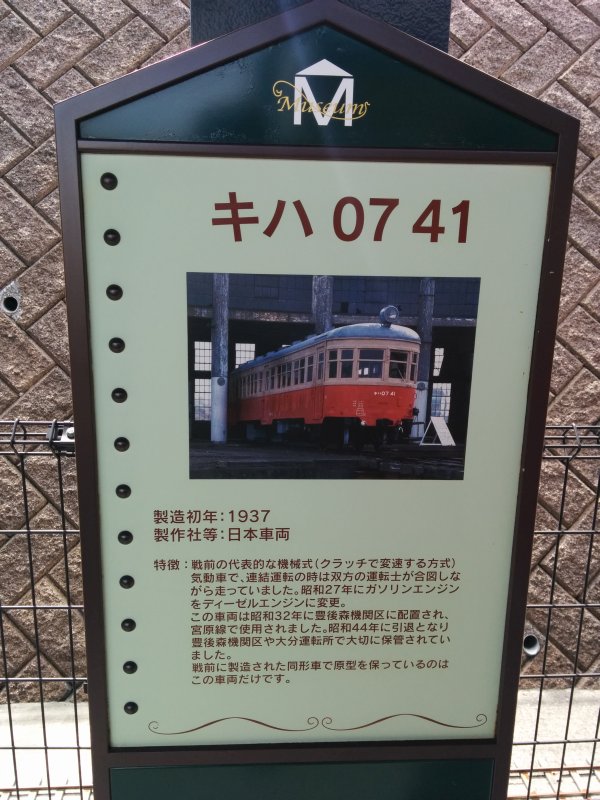 M
Museum
キハ 07 41
キハ07 41
製造初年：1937
製作社等：日本車両
特徴：戦前の代表的な機械式（クラッチで変速する方式）
気動車で、連結運転の時は双方の運転士が合図しな
がら走っていました。昭和27年にガソリンエンジン
をディーゼルエンジンに変更。
この車両は昭和32年に豊後森機関区に配置され、
宮原線で使用されました。昭和44年に引退となり
豊後森機関区や大分運転所で大切に保管されてい
ました。
戦前に製造された同形車で原型を保っているのは
この車両だけです。